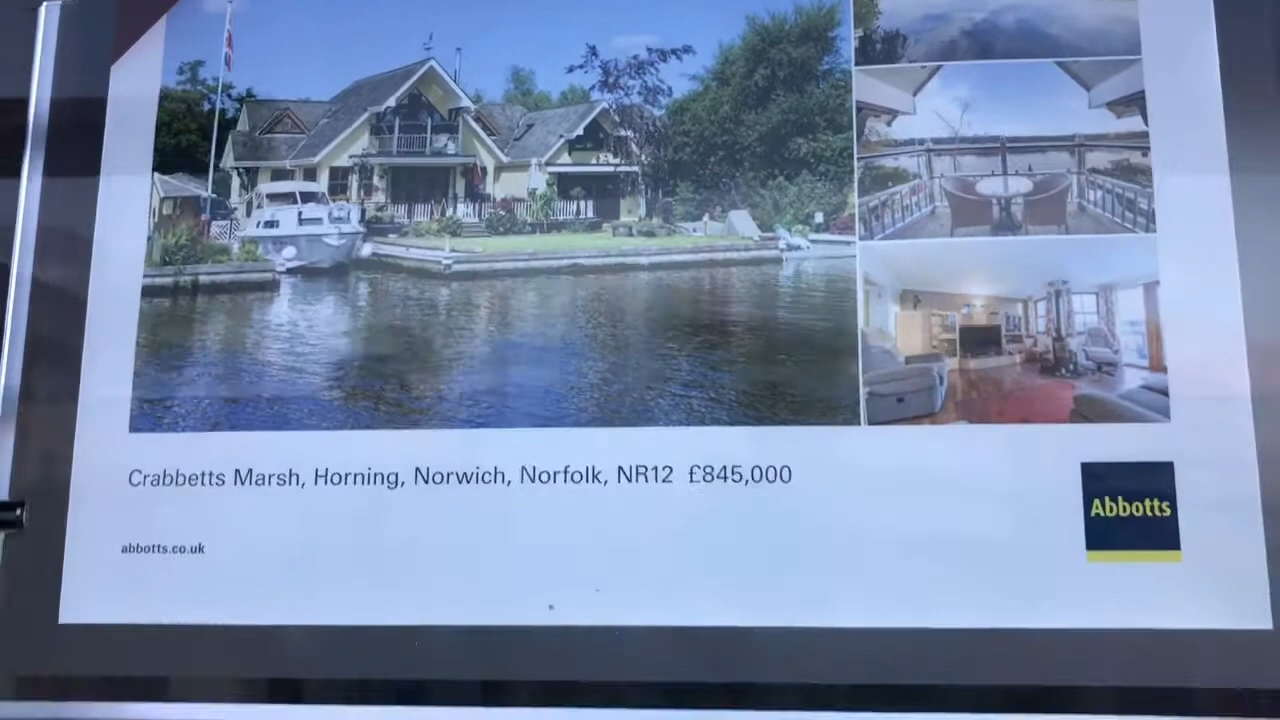 Crabbetts Marsh, Horning, Norwich, Norfolk, NR12 £845,000
Abbotts
abbotts.co.uk